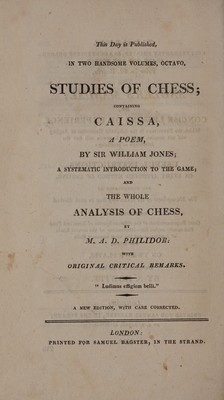 This Day is Published,
IN TWO HANDSOME VOLUMES, OCTAVO,
STUDIES OF CHESS;
CONTAINING
CAISSA,
A POEM,
BY SIR WILLIAM JONES;
A SYSTEMATIC INTRODUCTION TO THE GAME;
AND
THE WHOLE
ANALYSIS OF CHESS,
BY
M. A. D. PHILIDOR:
WITH
ORIGINAL CRITICAL REMARKS.
" Ludimus effigiem belli."
A NEW EDITION, WITH CARE CORRECTED.
LONDON:
PRINTED FOR SAMUEL BAGSTER, IN THE STRAND.